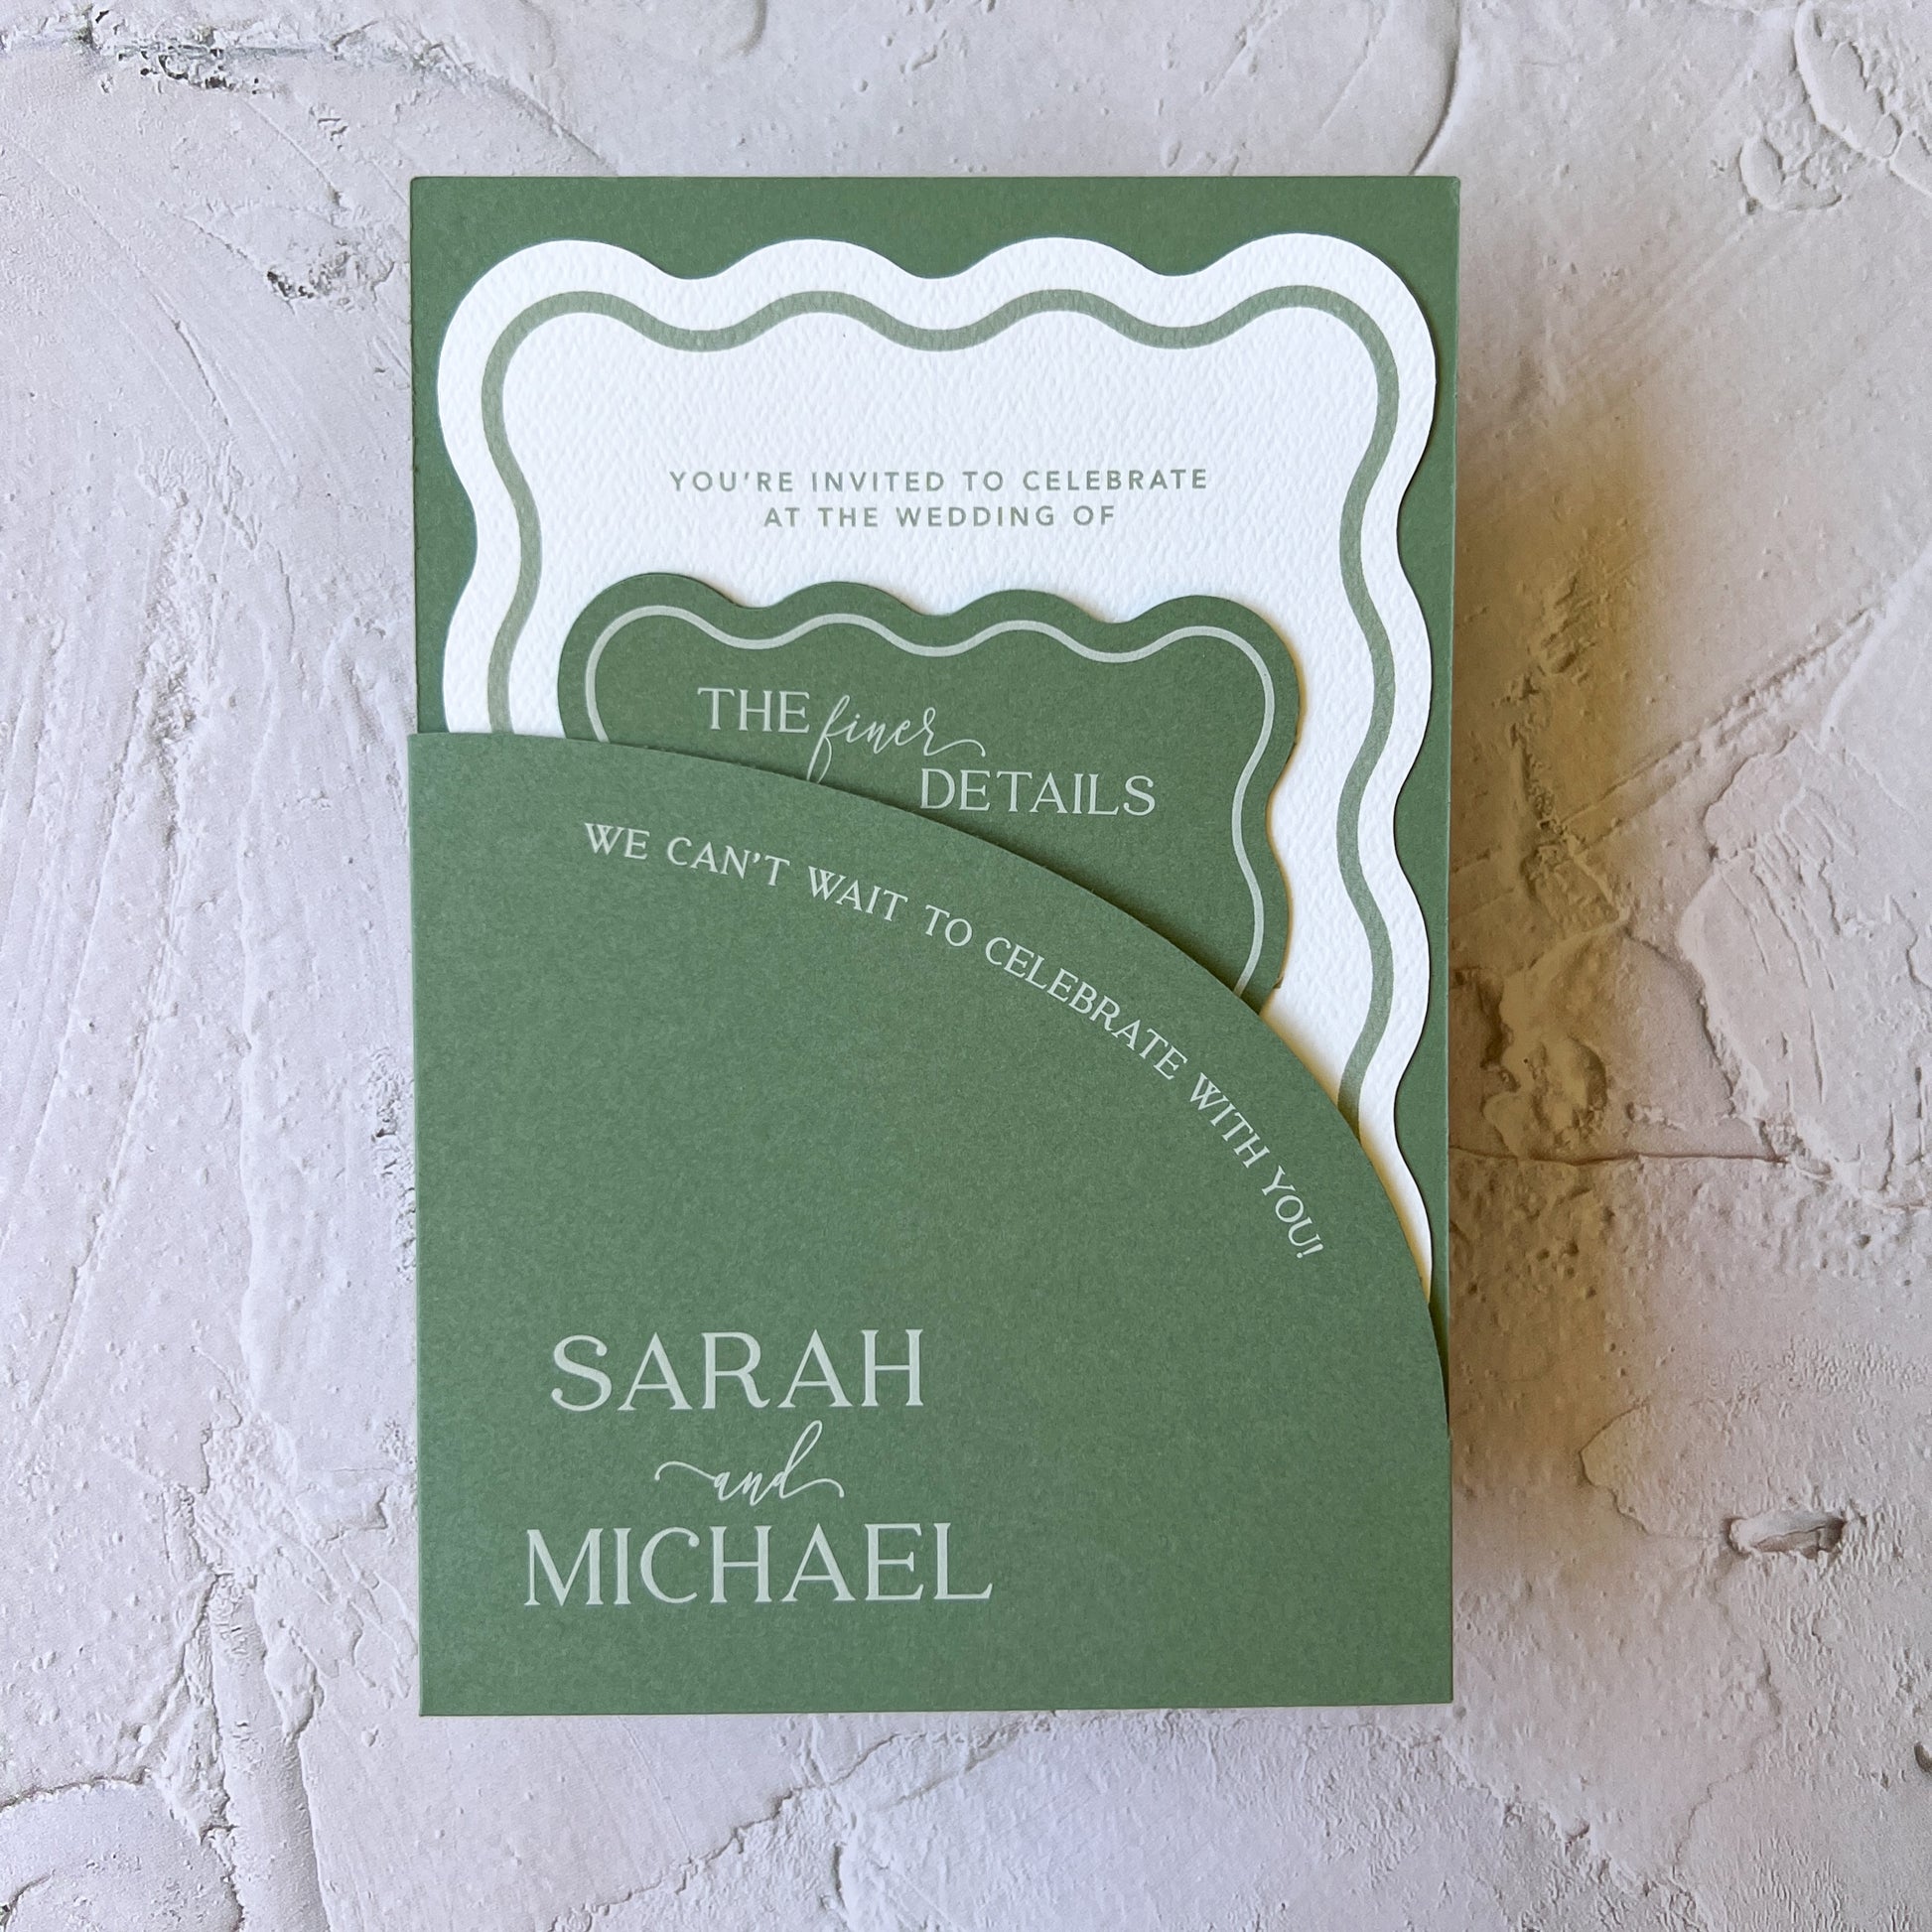 YOU'RE INVITED TO CELEBRATE
AT THE WEDDING OF
THE finer
DETAILS
WE CAN'T WAIT TO CELEBRATE WITH YOU!
SARAH
and
MICHAEL